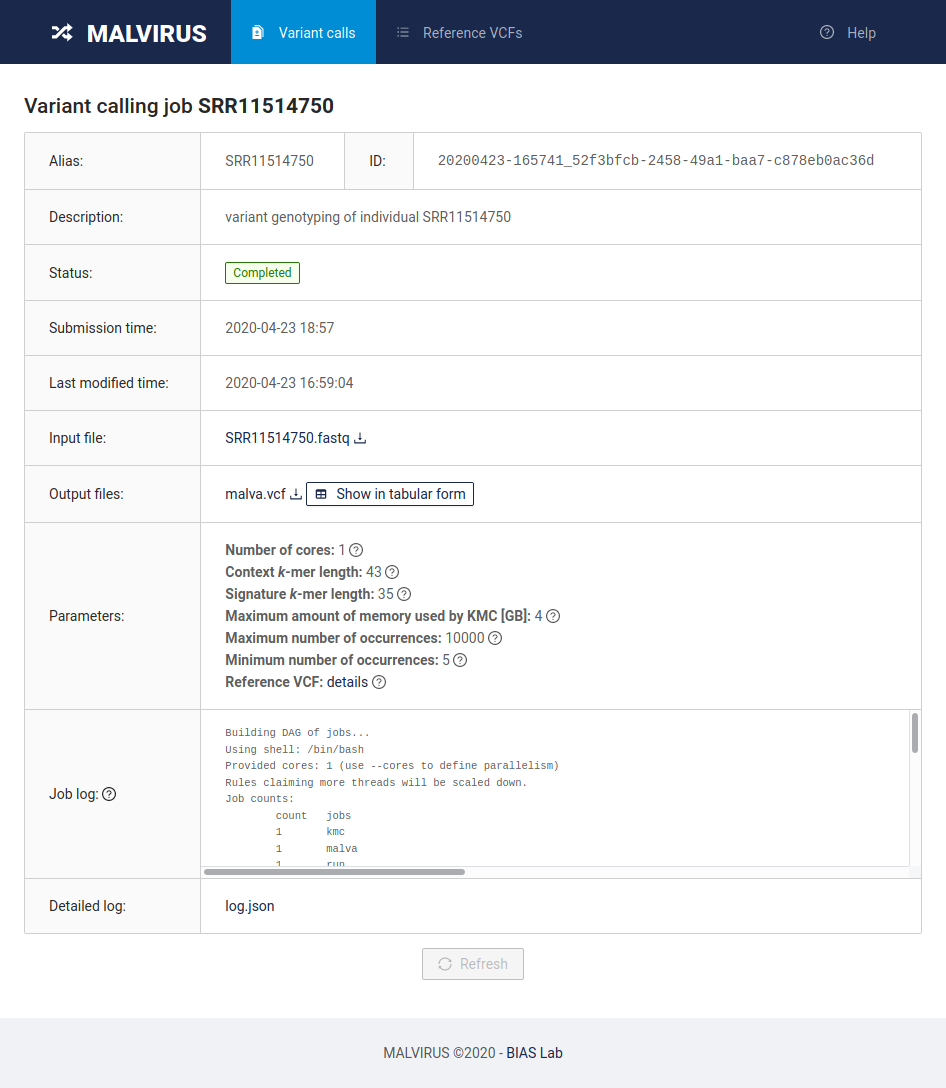 MALVIRUS Variant calls Reference VCFs Help
Variant calling job SRR11514750
Alias: SRR11514750 ID: 20200423-165741_52f3bfcb-2458-49a1-baa7-c878eb0ac36d
Description: variant genotyping of individual SRR11514750
Status: Completed
Submission time: 2020-04-23 18:57
Last modified time: 2020-04-23 16:59:04
Input file: SRR11514750.fastq
Output files: malva.vcf Show in tabular form
Parameters:
Number of cores: 1
Context k-mer length: 43
Signature k-mer length: 35
Maximum amount of memory used by KMC [GB]: 4
Maximum number of occurrences: 10000
Minimum number of occurrences: 5
Reference VCF: details
Job log:
Building DAG of jobs...
Using shell: /bin/bash
Provided cores: 1 (use --cores to define parallelism)
Rules claiming more threads will be scaled down.
Job counts:
count jobs
1 kmc
1 malva
1 run
Detailed log: log.json
Refresh
MALVIRUS ©2020 - BIAS Lab